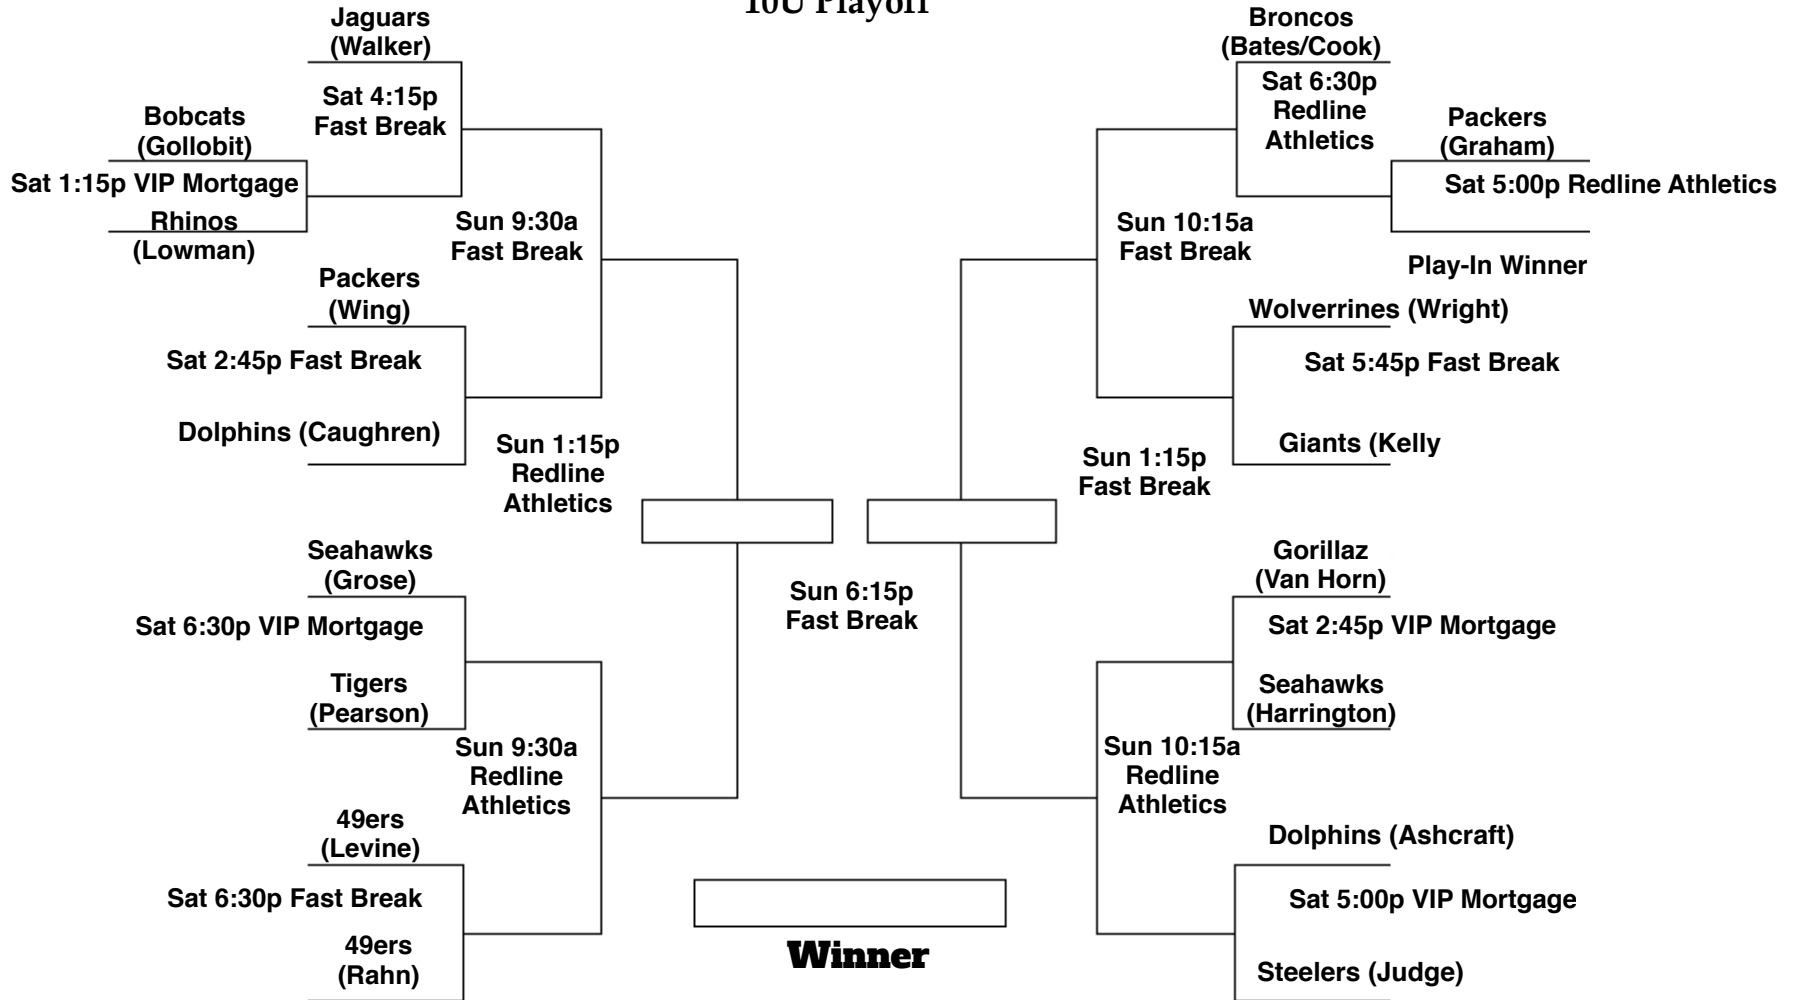 10U Playoff
Jaguars
(Walker)
Sat 4:15p
Fast Break
Bobcats
(Gollobit)
Sat 1:15p VIP Mortgage
Rhinos
(Lowman)
Sun 9:30a
Fast Break
Packers
(Wing)
Sat 2:45p Fast Break
Dolphins (Caughren)
Sun 1:15p
Redline
Athletics
Seahawks
(Grose)
Sat 6:30p VIP Mortgage
Tigers
(Pearson)
Sun 9:30a
Redline
Athletics
49ers
(Levine)
Sat 6:30p Fast Break
49ers
(Rahn)
Sun 6:15p
Fast Break
Winner
Broncos
(Bates/Cook)
Sat 6:30p
Redline
Athletics
Packers
(Graham)
Sat 5:00p Redline Athletics
Play-In Winner
Sun 10:15a
Fast Break
Wolverrines (Wright)
Sat 5:45p Fast Break
Giants (Kelly
Sun 1:15p
Fast Break
Gorillaz
(Van Horn)
Sat 2:45p VIP Mortgage
Seahawks
(Harrington)
Sun 10:15a
Redline
Athletics
Dolphins (Ashcraft)
Sat 5:00p VIP Mortgage
Steelers (Judge)